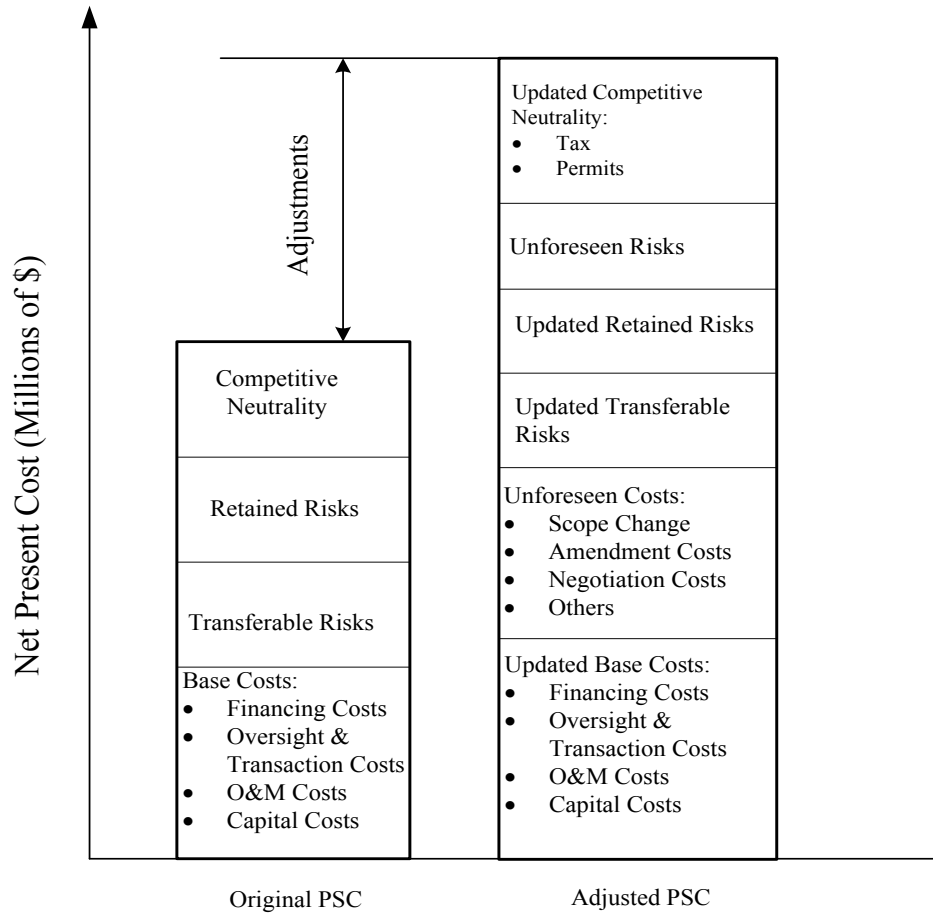 Net Present Cost (Millions of $)
Adjustments
Competitive
Neutrality
Retained Risks
Transferable Risks
Base Costs:
• Financing Costs
• Oversight &
Transaction Costs
• O&M Costs
• Capital Costs
Original PSC
Updated Competitive
Neutrality:
• Tax
• Permits
Unforeseen Risks
Updated Retained Risks
Updated Transferable
Risks
Unforeseen Costs:
• Scope Change
• Amendment Costs
• Negotiation Costs
• Others
Updated Base Costs:
• Financing Costs
• Oversight &
Transaction Costs
• O&M Costs
• Capital Costs
Adjusted PSC